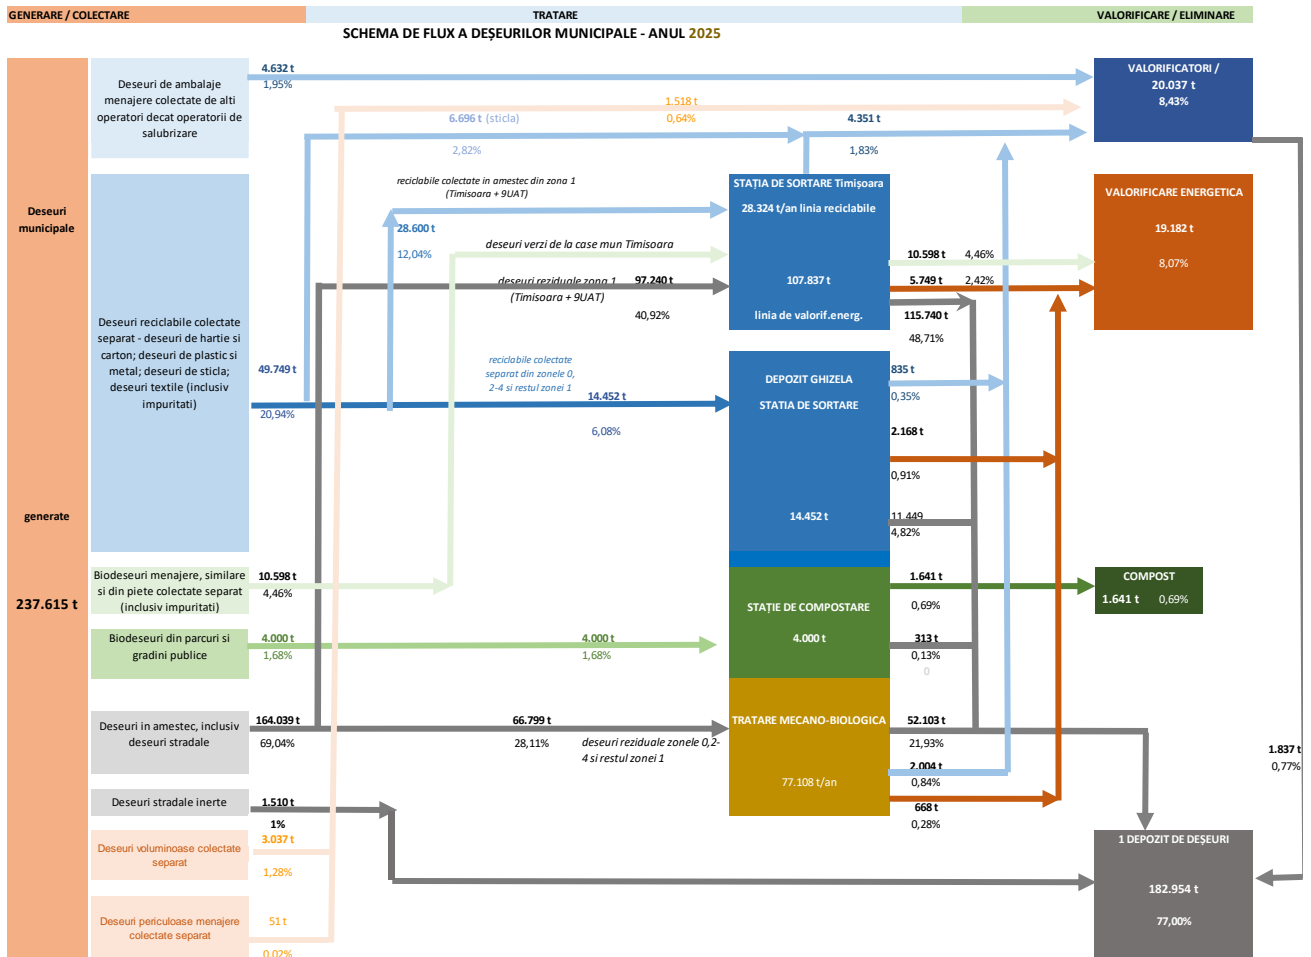 GENERARE / COLECTARE
TRATARE
VALORIFICARE / ELIMINARE
SCHEMA DE FLUX A DEȘEURILOR MUNICIPALE - ANUL 2025
Deseuri
municipale
generate
237.615 t
Deseuri de ambalaje
menajere colectate de alti
operatori decat operatorii de
salubrizare
4.632 t
1,95%
1.518 t
0,64%
6.696 t (sticla)
2,82%
4.351 t
1,83%
VALORIFICATORI /
20.037 t
8,43%
Deseuri reciclabile colectate
separat - deseuri de hartie si
carton; deseuri de plastic si
metal; deseuri de sticla;
deseuri textile (inclusiv
impuritati)
49.749 t
20,94%
reciclabile colectate in amestec din zona 1
(Timisoara + 9UAT)
28.600 t
12,04%
deseuri verzi de la case mun Timisoara
deseuri reziduale zona 1
(Timisoara + 9UAT)
97.240 t
40,92%
reciclabile colectate
separat din zonele 0,
2-4 si restul zonei 1
14.452 t
6,08%
STAȚIA DE SORTARE Timișoara
28.324 t/an linia reciclabile
107.837 t
linia de valorif.energ.
10.598 t
4,46%
5.749 t
2,42%
115.740 t
48,71%
VALORIFICARE ENERGETICA
19.182 t
8,07%
DEPOZIT GHIZELA
STATIA DE SORTARE
14.452 t
835 t
0,35%
2.168 t
0,91%
11.449
4,82%
Biodeseuri menajere, similare
si din piete colectate separat
(inclusiv impuritati)
10.598 t
4,46%
Biodeseuri din parcuri si
gradini publice
4.000 t
1,68%
4.000 t
1,68%
STAȚIE DE COMPOSTARE
4.000 t
1.641 t
0,69%
313 t
0,13%
0
COMPOST
1.641 t 0,69%
Deseuri in amestec, inclusiv
deseuri stradale
164.039 t
69,04%
66.799 t
28,11%
deseuri reziduale zonele 0,2-
4 si restul zonei 1
TRATARE MECANO-BIOLOGICA
77.108 t/an
52.103 t
21,93%
2.004 t
0,84%
668 t
0,28%
1.837 t
0,77%
Deseuri stradale inerte
1.510 t
1%
Deseuri voluminoase colectate
separat
3.037 t
1,28%
Deseuri periculoase menajere
colectate separat
51 t
0,02%
1 DEPOZIT DE DEȘEURI
182.954 t
77,00%